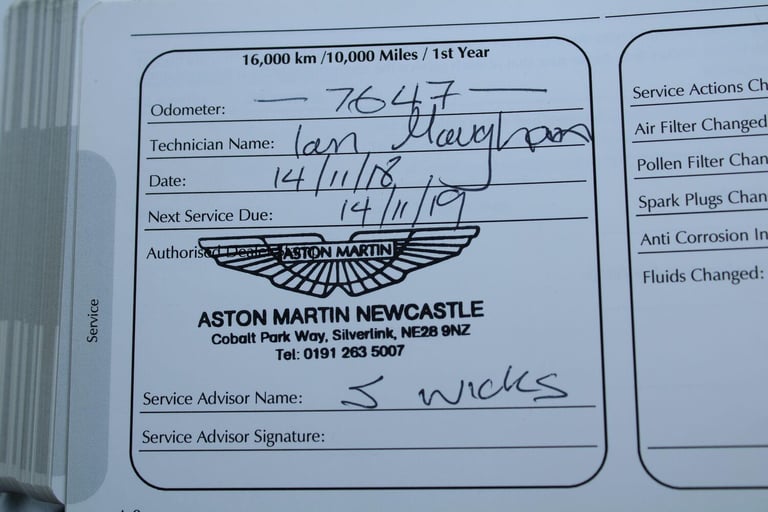 16,000 km /10,000 Miles / 1st Year
Odometer: — 7647 —
Technician Name: Ian Maugham
Date: 14/11/18
Next Service Due: 14/11/19
Authorised Dealer
ASTON MARTIN
ASTON MARTIN NEWCASTLE
Cobalt Park Way, Silverlink, NE28 9NZ
Tel: 0191 263 5007
Service Advisor Name: S Wicks
Service Advisor Signature:
Service
Service Actions Ch
Air Filter Changed
Pollen Filter Chan
Spark Plugs Chan
Anti Corrosion In
Fluids Changed: